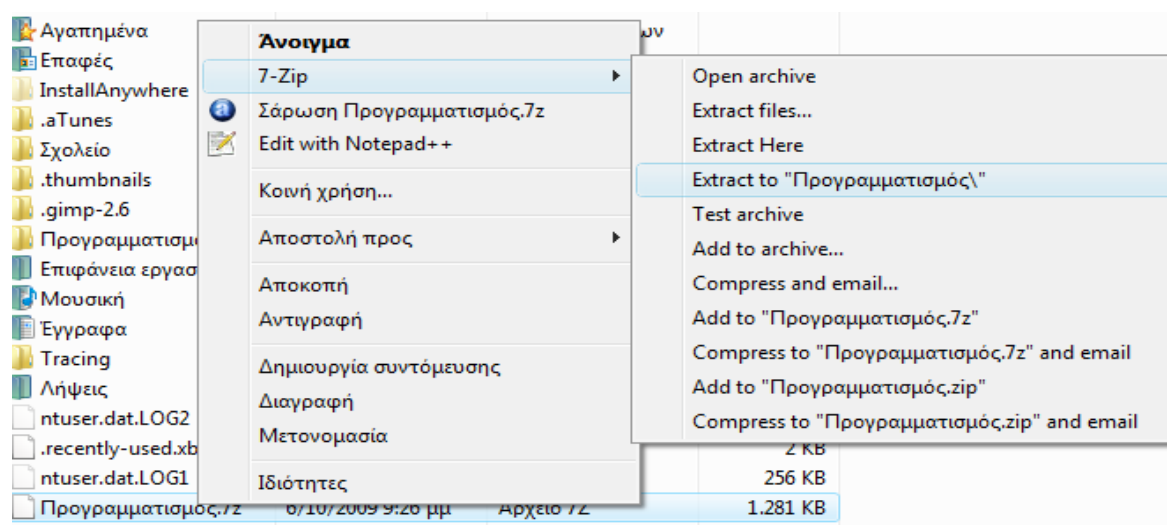 Αγαπημένα
Επαφές
InstallAnywhere
.aTunes
Σχολείο
.thumbnails
.gimp-2.6
Επιφάνεια
Μουσική
Έγγραφα
Tracing
Λήψεις
ntuser.dat.LOG2
.recently-used.xb
ntuser.dat.LOG1
Προγραμματισμός.7z 6/10/2009 9:26 μμ Αρχείο 7Z 1.281 KB
2 KB
256 KB
Άνοιγμα
7-Zip
Σάρωση Προγραμματισμός.7z
Edit with Notepad++
Κοινή χρήση...
Αποστολή προς
Αποκοπή
Αντιγραφή
Δημιουργία συντόμευσης
Διαγραφή
Μετονομασία
Ιδιότητες
Open archive
Extract files...
Extract Here
Extract to "Προγραμματισμός\"
Test archive
Add to archive...
Compress and email...
Add to "Προγραμματισμός.7z"
Compress to "Προγραμματισμός.7z" and email
Add to "Προγραμματισμός.zip"
Compress to "Προγραμματισμός.zip" and email